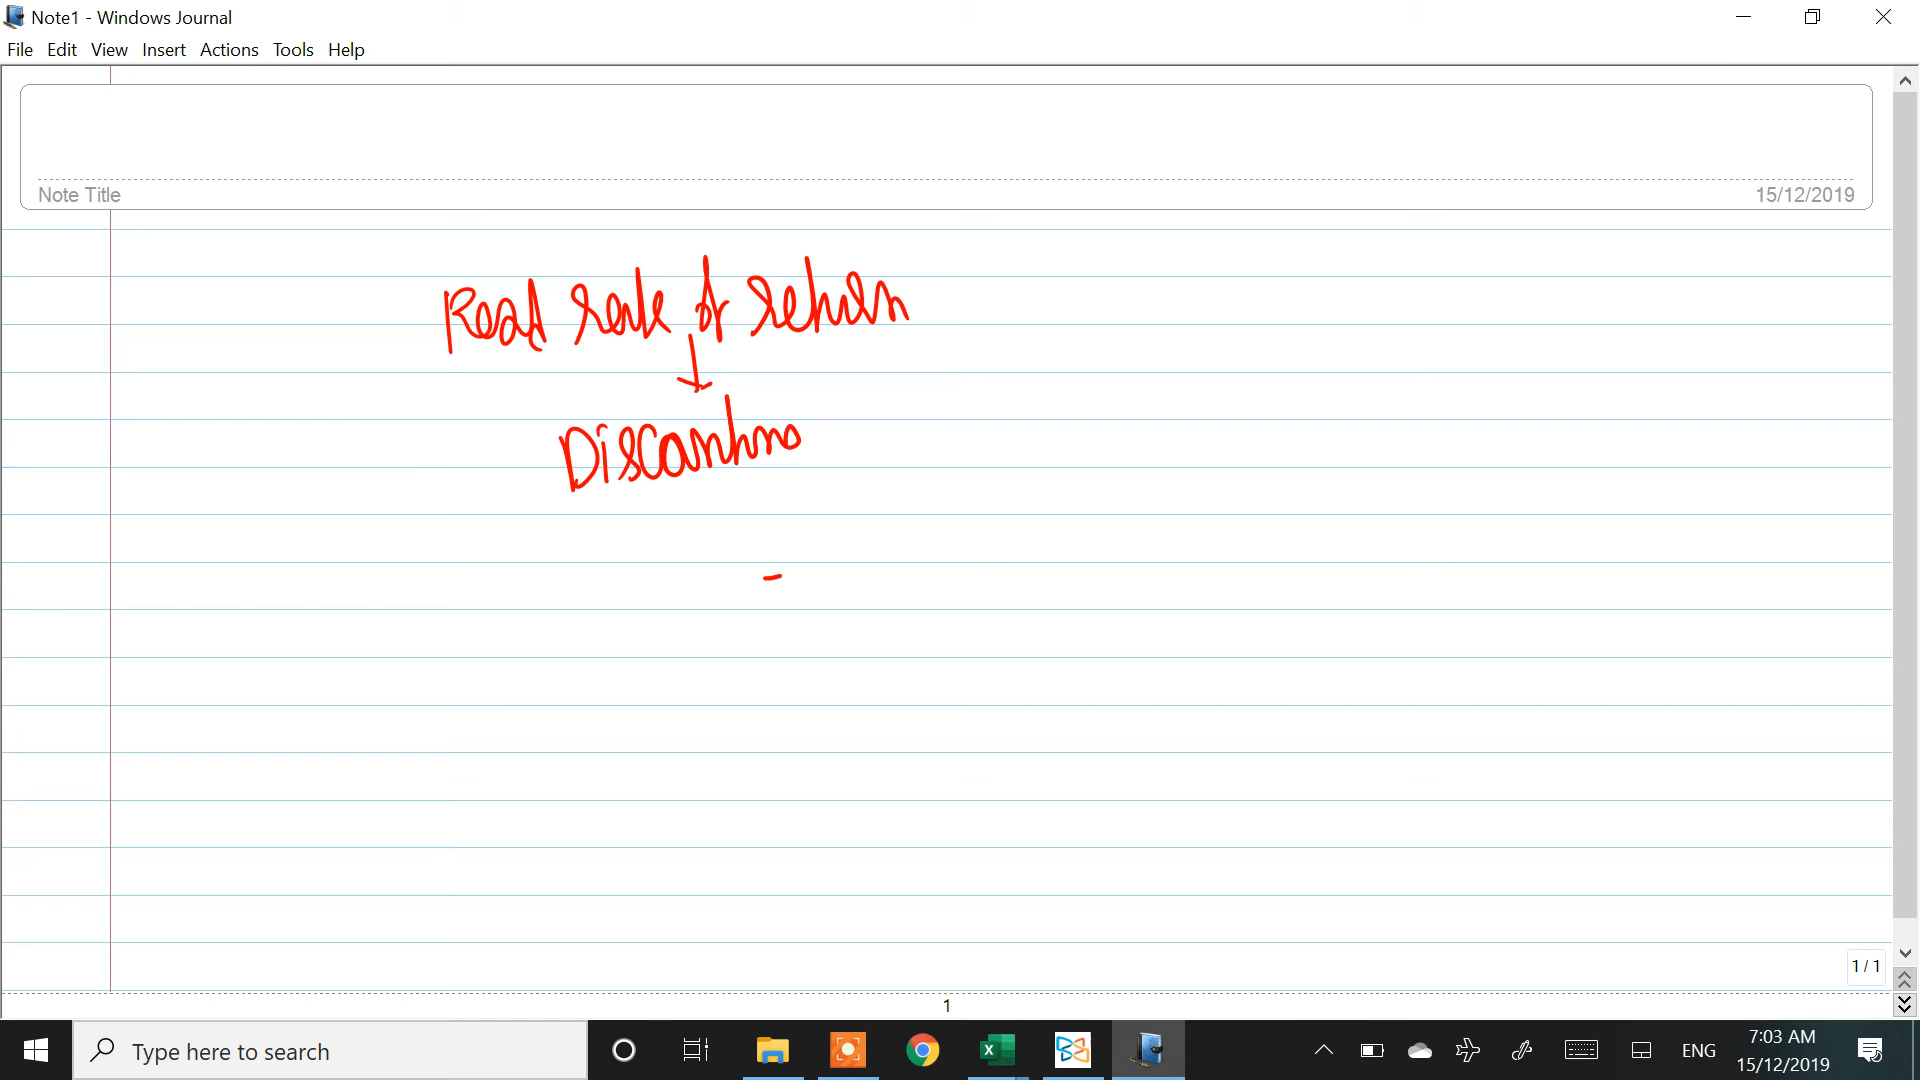 Note1 - Windows Journal
File Edit View Insert Actions Tools Help
Note Title 15/12/2019
Real rate of return
1 / 1
1
Type here to search
ENG
7:03 AM
15/12/2019